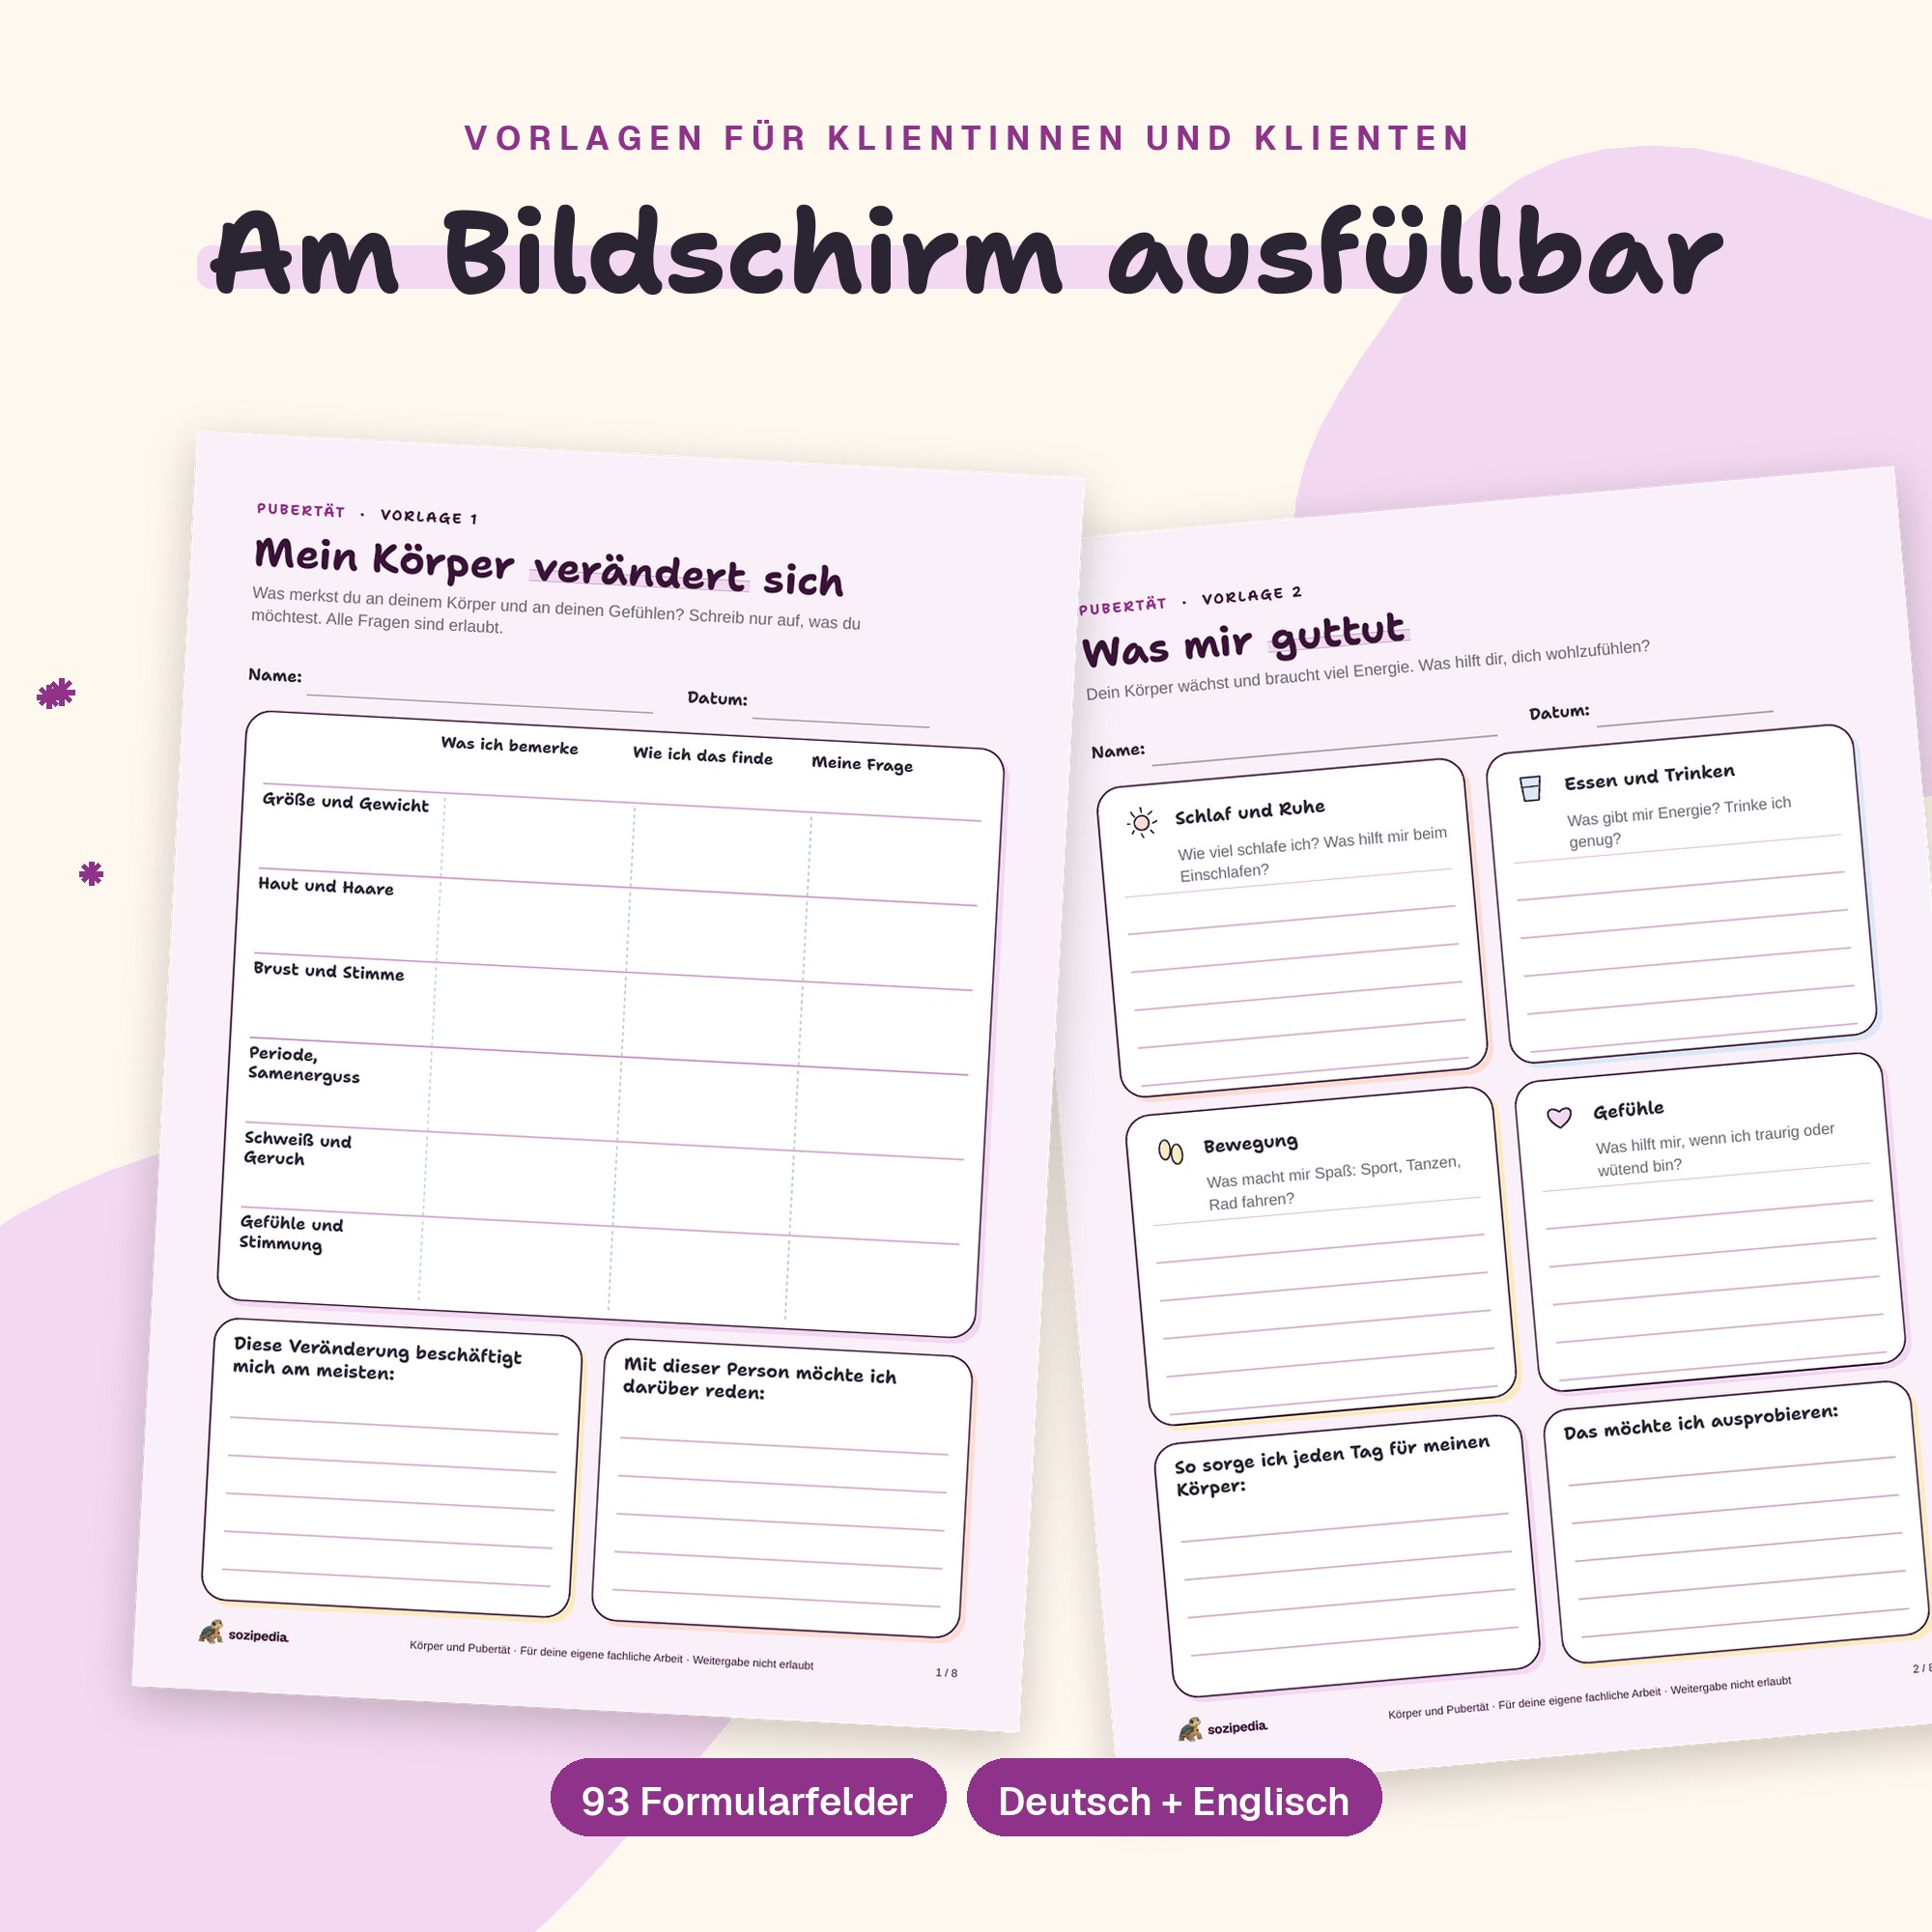 VORLAGEN FÜR KLIENTINNEN UND KLIENTEN
Am Bildschirm ausfüllbar
PUBERTÄT · VORLAGE 1
Mein Körper verändert sich
Was merkst du an deinem Körper und an deinen Gefühlen? Schreib nur auf, was du
möchtest. Alle Fragen sind erlaubt.
Name:
Datum:
Was ich bemerke
Wie ich das finde
Meine Frage
Größe und Gewicht
Haut und Haare
Brust und Stimme
Periode,
Samenerguss
Schweiß und
Geruch
Gefühle und
Stimmung
Diese Veränderung beschäftigt
mich am meisten:
Mit dieser Person möchte ich
darüber reden:
sozipedia.
Körper und Pubertät · Für deine eigene fachliche Arbeit · Weitergabe nicht erlaubt
1 / 8
PUBERTÄT · VORLAGE 2
Was mir guttut
Dein Körper wächst und braucht viel Energie. Was hilft dir, dich wohlzufühlen?
Name:
Datum:
Schlaf und Ruhe
Wie viel schlafe ich? Was hilft mir beim
Einschlafen?
Essen und Trinken
Was gibt mir Energie? Trinke ich
genug?
Bewegung
Was macht mir Spaß: Sport, Tanzen,
Rad fahren?
Gefühle
Was hilft mir, wenn ich traurig oder
wütend bin?
So sorge ich jeden Tag für meinen
Körper:
Das möchte ich ausprobieren:
sozipedia.
Körper und Pubertät · Für deine eigene fachliche Arbeit · Weitergabe nicht erlaubt
2 / 8
93 Formularfelder
Deutsch + Englisch